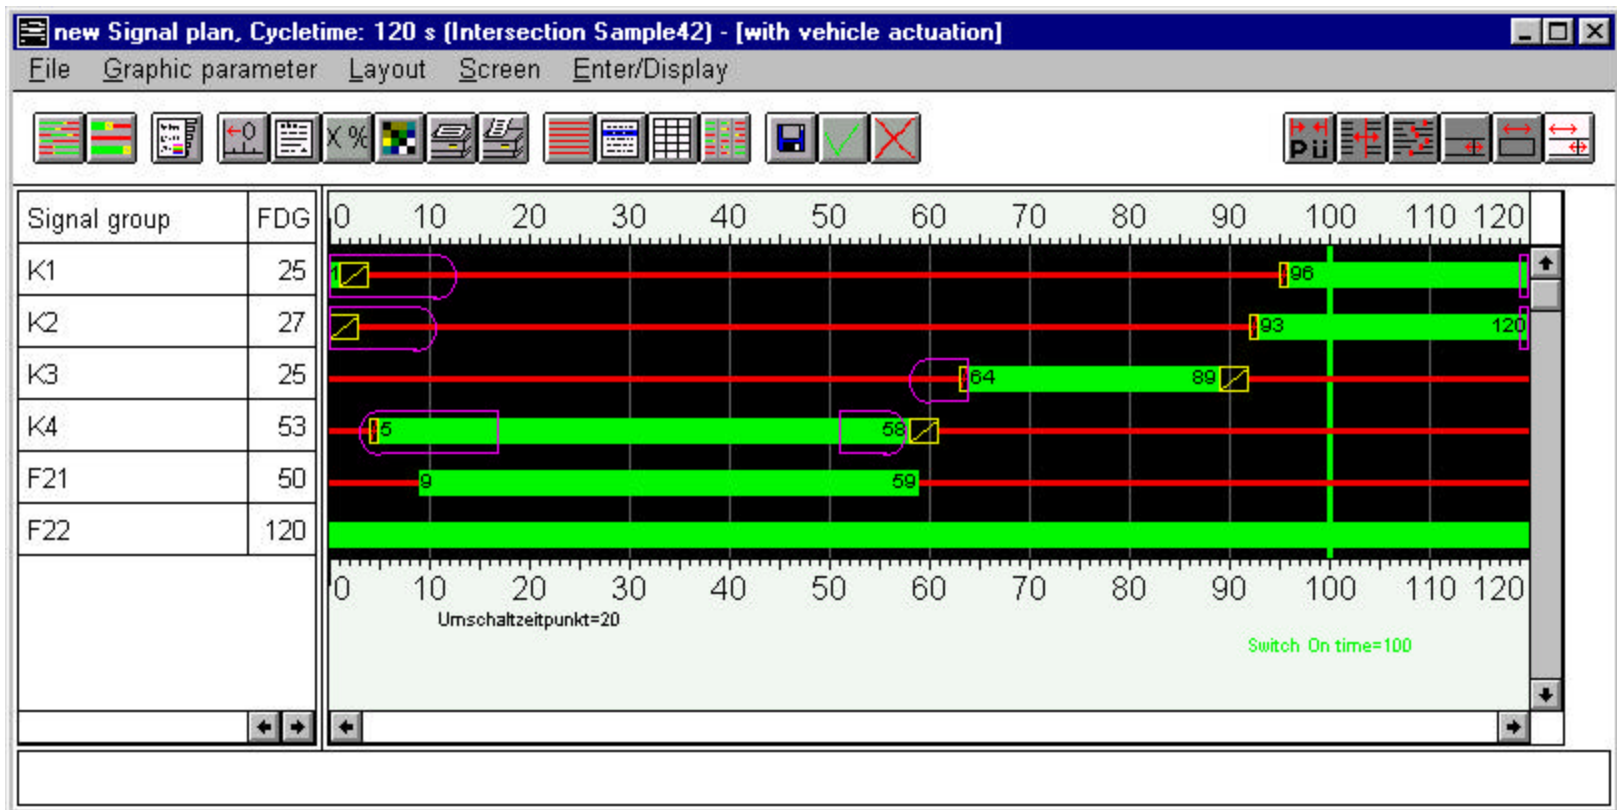 new Signal plan, Cycletime: 120 s (Intersection Sample42) - [with vehicle actuation]
File Graphic parameter Layout Screen Enter/Display
X %
P ü
Signal group FDG 0 10 20 30 40 50 60 70 80 90 100 110 120
K1 25 1 96
K2 27 93 120
K3 25 64 89
K4 53 5 58
F21 50 9 59
F22 120
0 10 20 30 40 50 60 70 80 90 100 110 120
Umschaltzeitpunkt=20
Switch On time=100